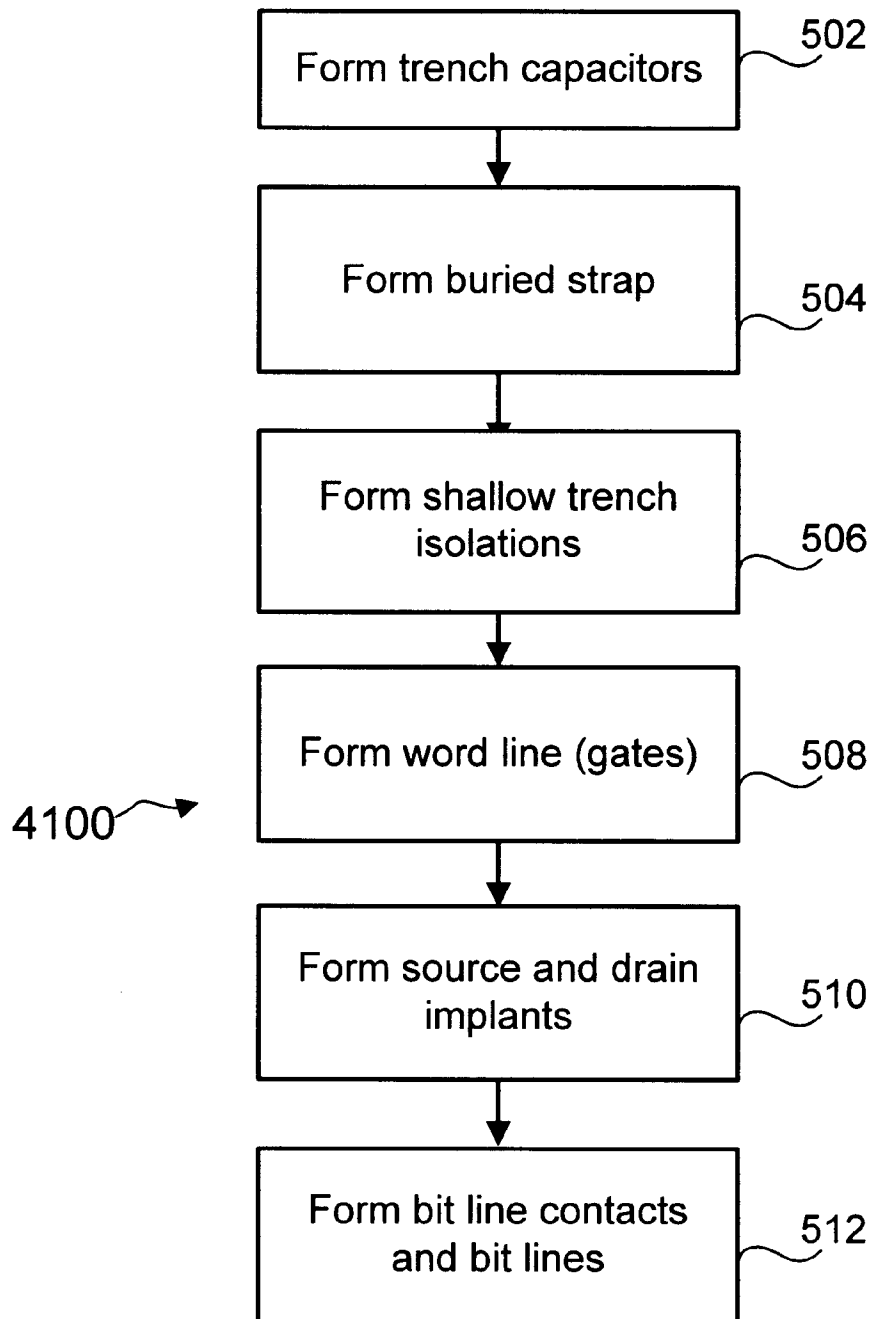 Form trench capacitors
502
Form buried strap
504
Form shallow trench
isolations
506
Form word line (gates)
508
4100
Form source and drain
implants
510
Form bit line contacts
and bit lines
512